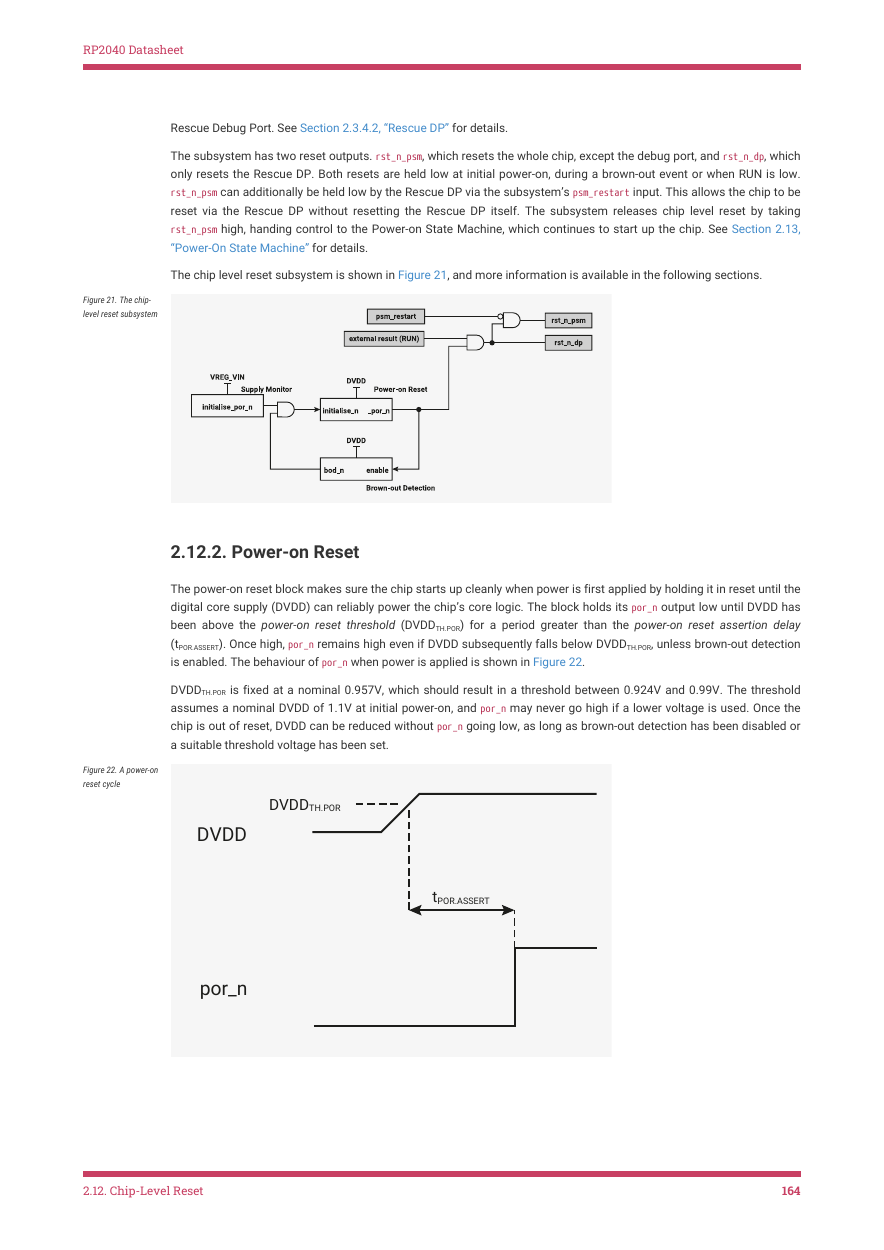 RP2040 Datasheet
Rescue Debug Port. See Section 2.3.4.2, “Rescue DP” for details.
The subsystem has two reset outputs. rst_n_psm, which resets the whole chip, except the debug port, and rst_n_dp, which
only resets the Rescue DP. Both resets are held low at initial power-on, during a brown-out event or when RUN is low.
rst_n_psm can additionally be held low by the Rescue DP via the subsystem’s psm_restart input. This allows the chip to be
reset via the Rescue DP without resetting the Rescue DP itself. The subsystem releases chip level reset by taking
rst_n_psm high, handing control to the Power-on State Machine, which continues to start up the chip. See Section 2.13,
“Power-On State Machine” for details.
The chip level reset subsystem is shown in Figure 21, and more information is available in the following sections.
Figure 21. The chip-
level reset subsystem
psm_restart
rst_n_psm
external result (RUN)
rst_n_dp
VREG_VIN
Supply Monitor
DVDD
Power-on Reset
initialise_por_n
initialise_n _por_n
DVDD
bod_n enable
Brown-out Detection
2.12.2. Power-on Reset
The power-on reset block makes sure the chip starts up cleanly when power is first applied by holding it in reset until the
digital core supply (DVDD) can reliably power the chip’s core logic. The block holds its por_n output low until DVDD has
been above the power-on reset threshold (DVDDTH.POR) for a period greater than the power-on reset assertion delay
(tPOR.ASSERT). Once high, por_n remains high even if DVDD subsequently falls below DVDDTH.POR, unless brown-out detection
is enabled. The behaviour of por_n when power is applied is shown in Figure 22.
DVDDTH.POR is fixed at a nominal 0.957V, which should result in a threshold between 0.924V and 0.99V. The threshold
assumes a nominal DVDD of 1.1V at initial power-on, and por_n may never go high if a lower voltage is used. Once the
chip is out of reset, DVDD can be reduced without por_n going low, as long as brown-out detection has been disabled or
a suitable threshold voltage has been set.
Figure 22. A power-on
reset cycle
DVDDTH.POR
DVDD
tPOR.ASSERT
por_n
2.12. Chip-Level Reset
164